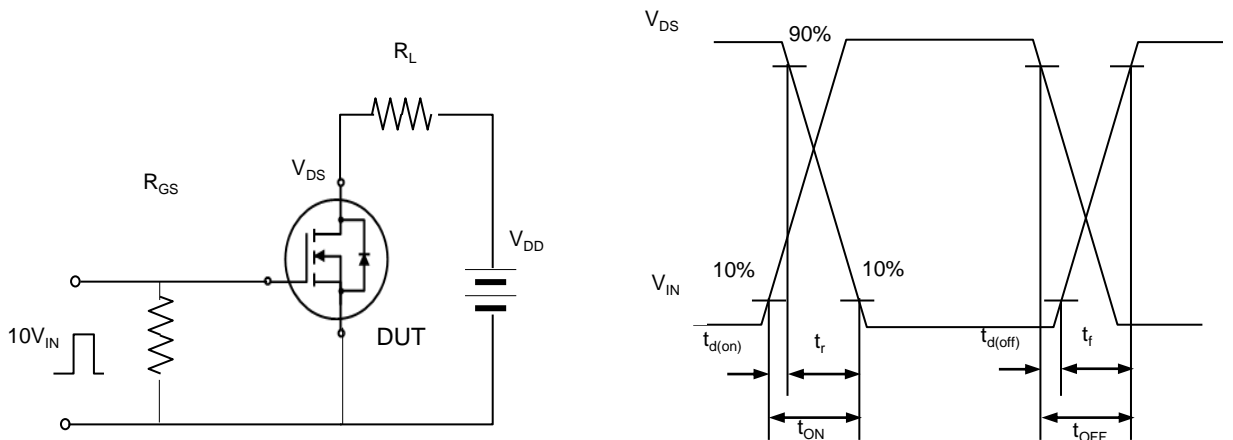 R_L
V_DS
R_GS
V_DD
10V_IN
DUT
V_DS
90%
10%
10%
V_IN
t_d(on)
t_r
t_d(off)
t_f
t_ON
t_OFF